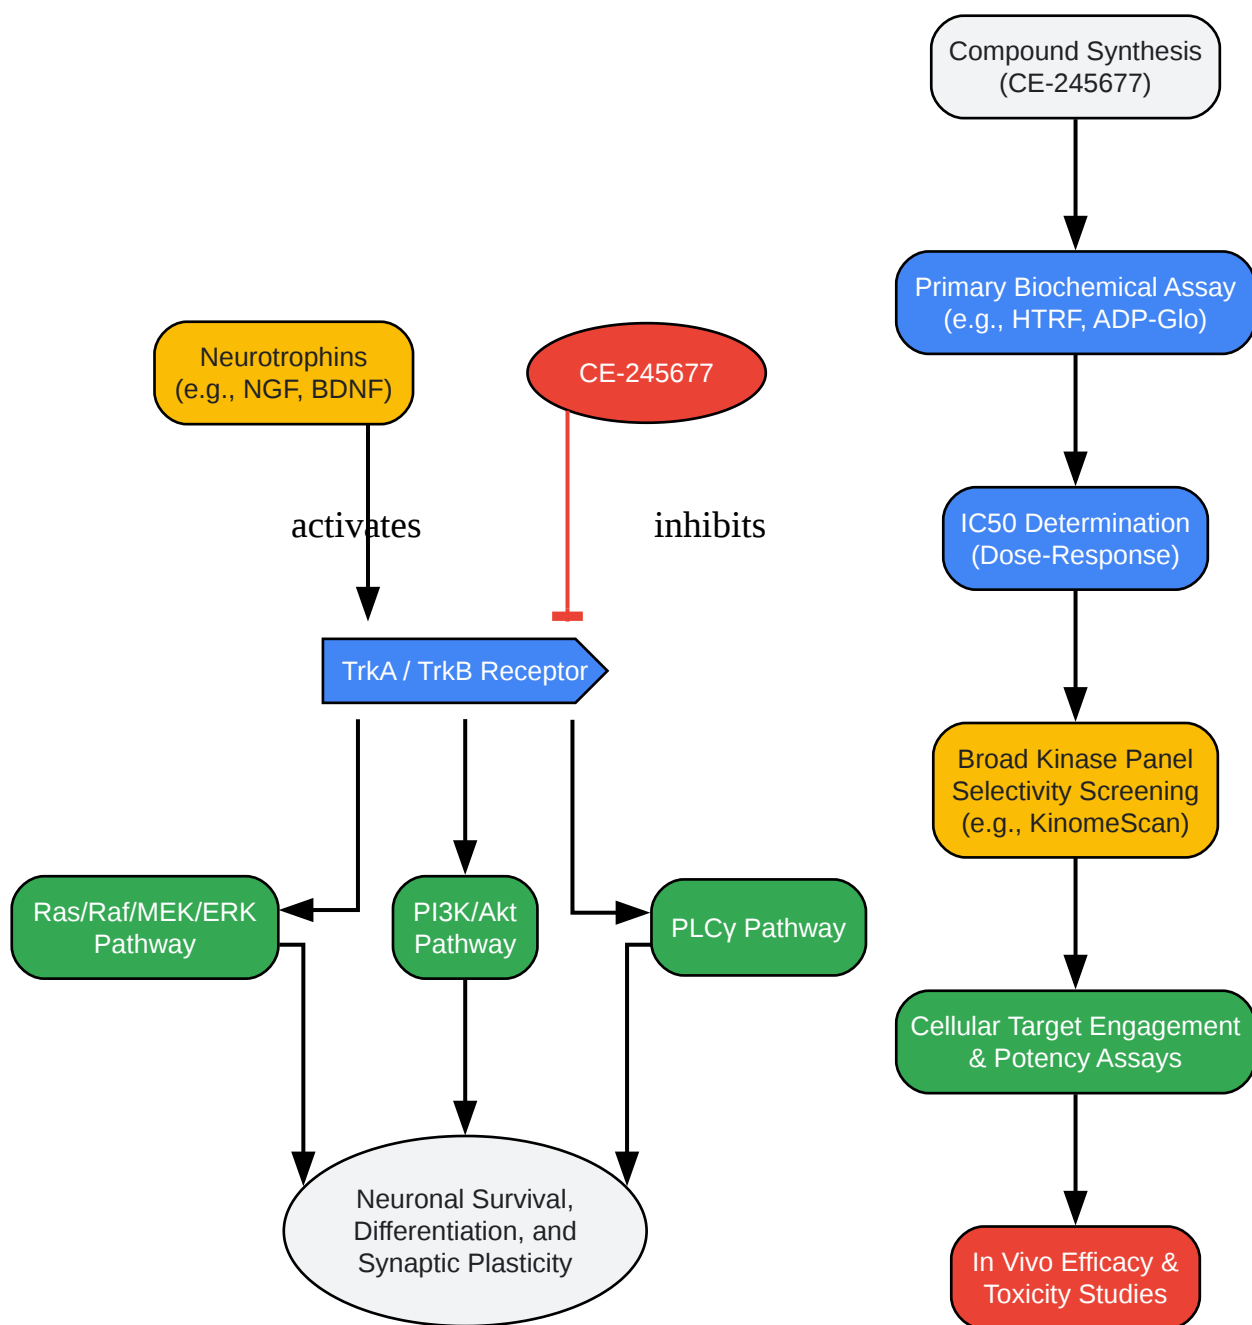 Neurotrophins
(e.g., NGF, BDNF)
CE-245677
activates
inhibits
TrkA / TrkB Receptor
Ras/Raf/MEK/ERK
Pathway
PI3K/Akt
Pathway
PLCγ Pathway
Neuronal Survival,
Differentiation, and
Synaptic Plasticity
Compound Synthesis
(CE-245677)
Primary Biochemical Assay
(e.g., HTRF, ADP-Glo)
IC50 Determination
(Dose-Response)
Broad Kinase Panel
Selectivity Screening
(e.g., KinomeScan)
Cellular Target Engagement
& Potency Assays
In Vivo Efficacy &
Toxicity Studies